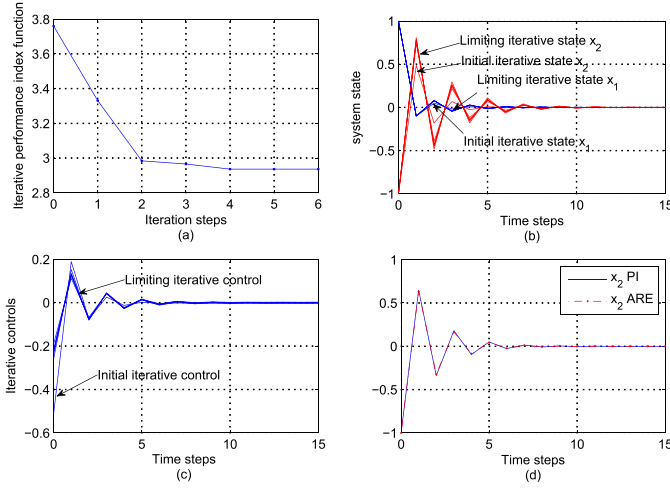 Iterative performance index function
3.8
3.6
3.4
3.2
3
2.8
0 1 2 3 4 5 6
Iteration steps
(a)
system state
1
0.5
0
−0.5
−1
Limiting iterative state x2
Initial iterative state x2
Limiting iterative state x1
Initial iterative state x1
0 5 10 15
Time steps
(b)
Iterative controls
0.2
0
−0.2
−0.4
−0.6
Limiting iterative control
Initial iterative control
0 5 10 15
Time steps
(c)
1
0.5
0
−0.5
−1
x2 PI
x2 ARE
0 5 10 15
Time steps
(d)